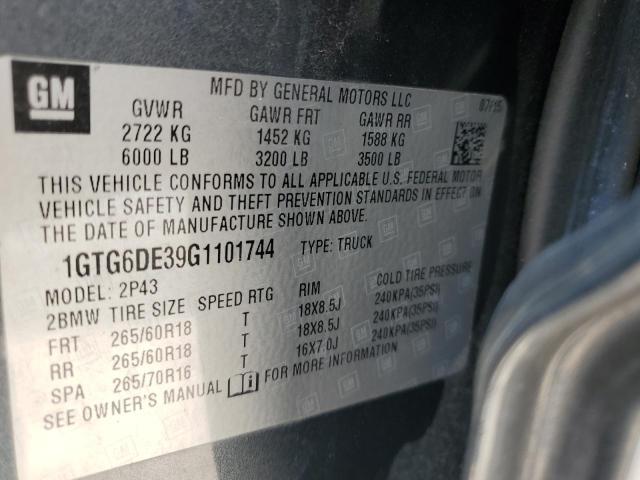 GM
MFD BY GENERAL MOTORS LLC
07/15
GVWR GAWR FRT GAWR RR
2722 KG 1452 KG 1588 KG
6000 LB 3200 LB 3500 LB
THIS VEHICLE CONFORMS TO ALL APPLICABLE U.S. FEDERAL MOTOR
VEHICLE SAFETY AND THEFT PREVENTION STANDARDS IN EFFECT ON
THE DATE OF MANUFACTURE SHOWN ABOVE.
1GTG6DE39G1101744 TYPE: TRUCK
MODEL: 2P43
2BMW TIRE SIZE SPEED RTG RIM COLD TIRE PRESSURE
FRT 265/60R18 T 18X8.5J 240KPA(35PSI)
RR 265/60R18 T 18X8.5J 240KPA(35PSI)
SPA 265/70R16 T 16X7.0J 240KPA(35PSI)
SEE OWNER'S MANUAL FOR MORE INFORMATION